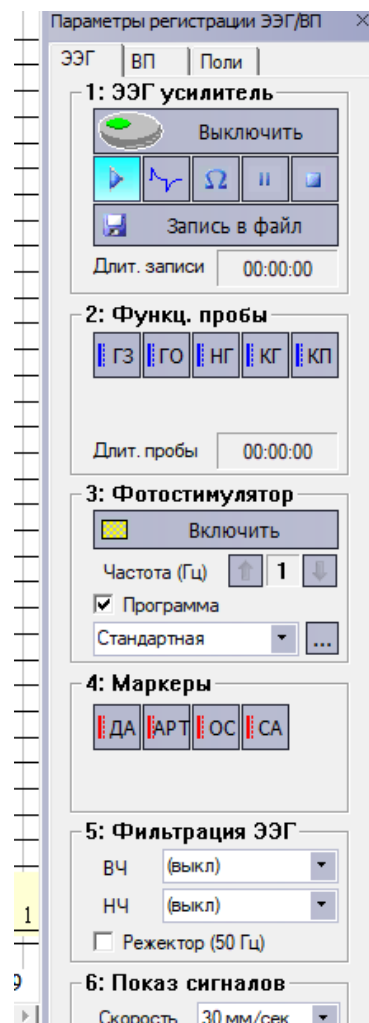 Параметры регистрации ЭЭГ/ВП
ЭЭГ ВП Поли
1: ЭЭГ усилитель
Выключить
Ω
Запись в файл
Длит. записи 00:00:00
2: Функц. пробы
ГЗ ГО НГ КГ КП
Длит. пробы 00:00:00
3: Фотостимулятор
Включить
Частота (Гц) 1
Программа
Стандартная ...
4: Маркеры
ДА АРТ ОС СА
5: Фильтрация ЭЭГ
ВЧ (выкл)
1 НЧ (выкл)
Режектор (50 Гц)
9 6: Показ сигналов
Скорость 30 мм/сек